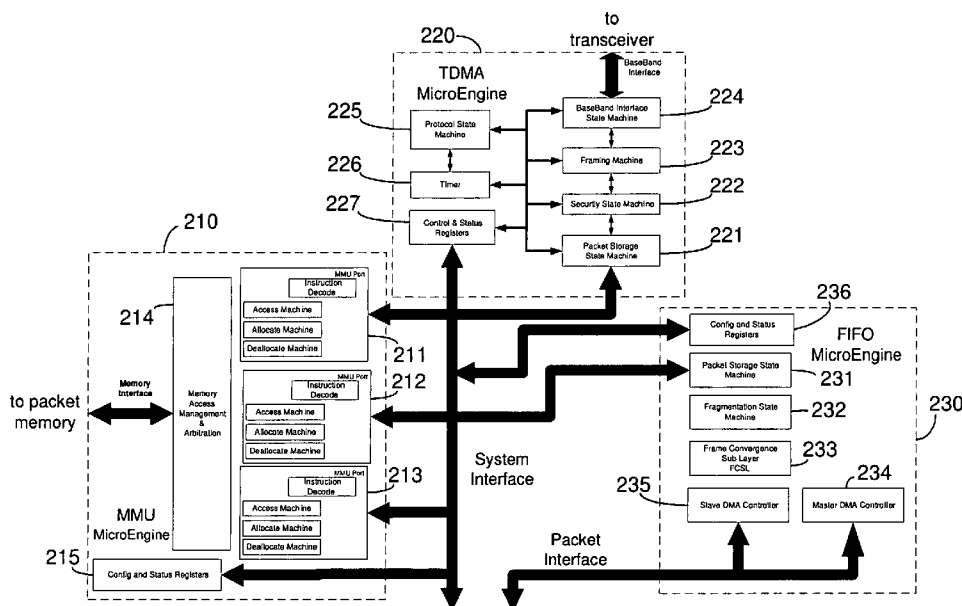 to
transceiver
220
BaseBand
Interface
TDMA
MicroEngine
225
Protocol State
Machine
BaseBand Interface
State Machine
224
226
Timer
Framing Machine
223
227
Security State Machine
222
Control & Status
Registers
Packet Storage
State Machine
221
210
214
MMU Port
Instruction
Decode
Access Machine
Allocate Machine
Deallocate Machine
211
236
Config and Status
Registers
FIFO
MicroEngine
Packet Storage State
Machine
231
Memory
Interface
to packet
memory
Memory
Access
Management
&
Arbitration
MMU Port
212
Instruction
Decode
Access Machine
Allocate Machine
Deallocate Machine
Fragmentation State
Machine
232
230
Frame Convergence
Sub Layer
FCSL
233
System
Interface
MMU Port
213
Instruction
Decode
Access Machine
Allocate Machine
Deallocate Machine
235
234
Slave DMA Controller
Master DMA Controller
MMU
MicroEngine
215
Config and Status Registers
Packet
Interface